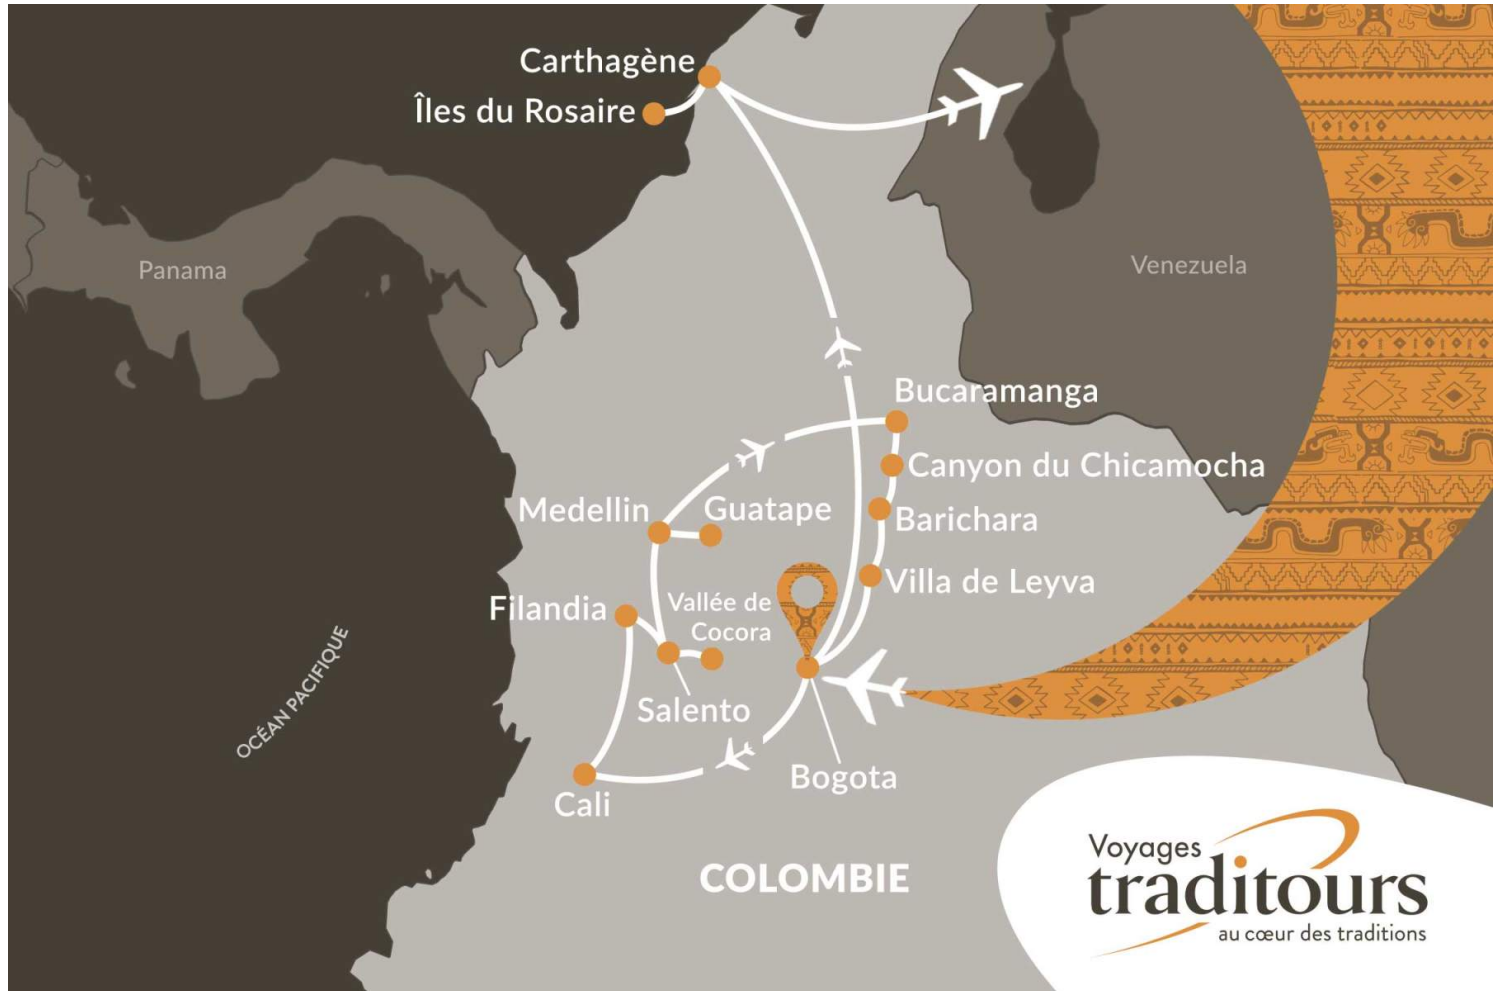 Carthagène
Îles du Rosaire
Panama
Venezuela
Bucaramanga
Canyon du Chicamocha
Medellin
Guatape
Barichara
Villa de Leyva
Filandia
Vallée de
Cocora
Salento
OCÉAN PACIFIQUE
Bogota
Cali
COLOMBIE
Voyages
traditours
au cœur des traditions